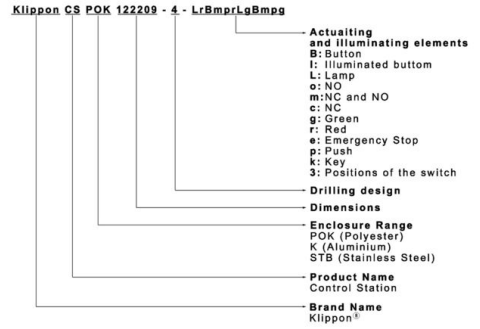 Klippon CS POK 122209 - 4 - LrBmprLgBmpg
Actuaiting
and illuminating elements
B: Button
I: Illuminated buttom
L: Lamp
o: NO
m: NC and NO
c: NC
g: Green
r: Red
e: Emergency Stop
p: Push
k: Key
3: Positions of the switch
Drilling design
Dimensions
Enclosure Range
POK (Polyester)
K (Aluminium)
STB (Stainless Steel)
Product Name
Control Station
Brand Name
Klippon®